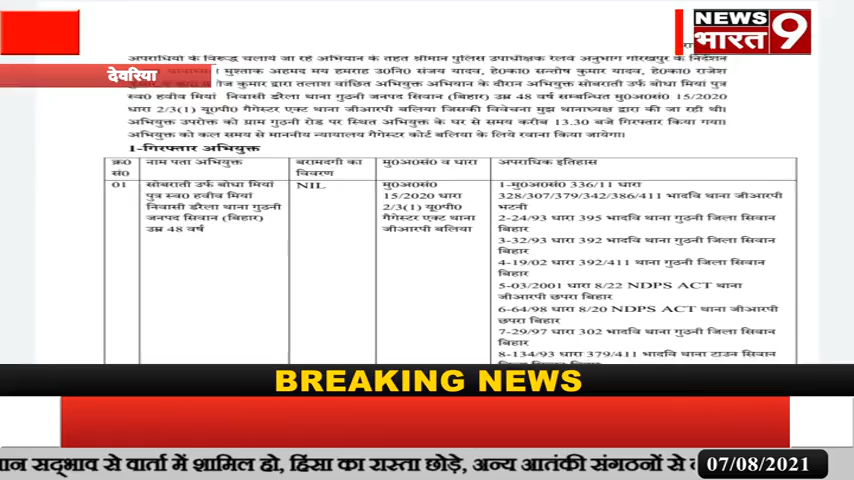 NEWS
भारत 9
देवरिया
अपराधियों के विरूद्ध चलाये जा रहे अभियान के तहत श्रीमान पुलिस उपाधीक्षक रेलवे अनुभाग गोरखपुर के निर्देशन
मुश्ताक अहमद मय हमराह उ0नि0 संजय यादव, हे0का0 सन्तोष कुमार यादव, हे0का0 राजेश
कुमार द्वारा तलाश वांछित अभियुक्त अभियान के दौरान अभियुक्त सोबराती उर्फ बोधा मियां पुत्र
स्व0 हवीव मियां निवासी डरैला थाना गुठनी जनपद सिवान (बिहार) उम्र 48 वर्ष सम्बन्धित मु0अ0सं0 15/2020
धारा 2/3(1) यू0पी0 गैंगेस्टर एक्ट थाना जीआरपी बलिया जिसकी विवेचना मुझ थानाध्यक्ष द्वारा की जा रही थी।
अभियुक्त उपरोक्त को ग्राम गुठनी रोड पर स्थित अभियुक्त के घर से समय करीब 13.30 बजे गिरफ्तार किया गया।
अभियुक्त को कल समय से माननीय न्यायालय गैंगेस्टर कोर्ट बलिया के लिये रवाना किया जायेगा।
1-गिरफ्तार अभियुक्त
क्र0 सं0 नाम पता अभियुक्त बरामदगी का विवरण मु0अ0सं0 व धारा अपराधिक इतिहास
01 सोबराती उर्फ बोधा मियां
पुत्र स्व0 हवीव मियां
निवासी डरैला थाना गुठनी
जनपद सिवान (बिहार)
उम्र 48 वर्ष
NIL
मु0अ0सं0
15/2020 धारा
2/3(1) यू0पी0
गैगेस्टर एक्ट थाना
जीआरपी बलिया
1-मु0अ0सं0 336/11 धारा
328/307/379/342/386/411 भादवि थाना जीआरपी
भटनी
2-24/93 धारा 395 भादवि थाना गुठनी जिला सिवान
बिहार
3-32/93 धारा 392 भादवि थाना गुठनी जिला सिवान
बिहार
4-19/02 धारा 392/411 थाना गुठनी जिला सिवान
बिहार
5-03/2001 धारा 8/22 NDPS ACT थाना
जीआरपी छपरा बिहार
6-64/98 धारा 8/20 NDPS ACT थाना जीआरपी
छपरा बिहार
7-29/97 धारा 302 भादवि थाना गुठनी जिला सिवान
बिहार
8-134/93 धारा 379/411 भादवि थाना टाउन सिवान
BREAKING NEWS
सद्भाव से वार्ता में शामिल हो, हिंसा का रास्ता छोड़े, अन्य आतंकी संगठनों से
07/08/2021